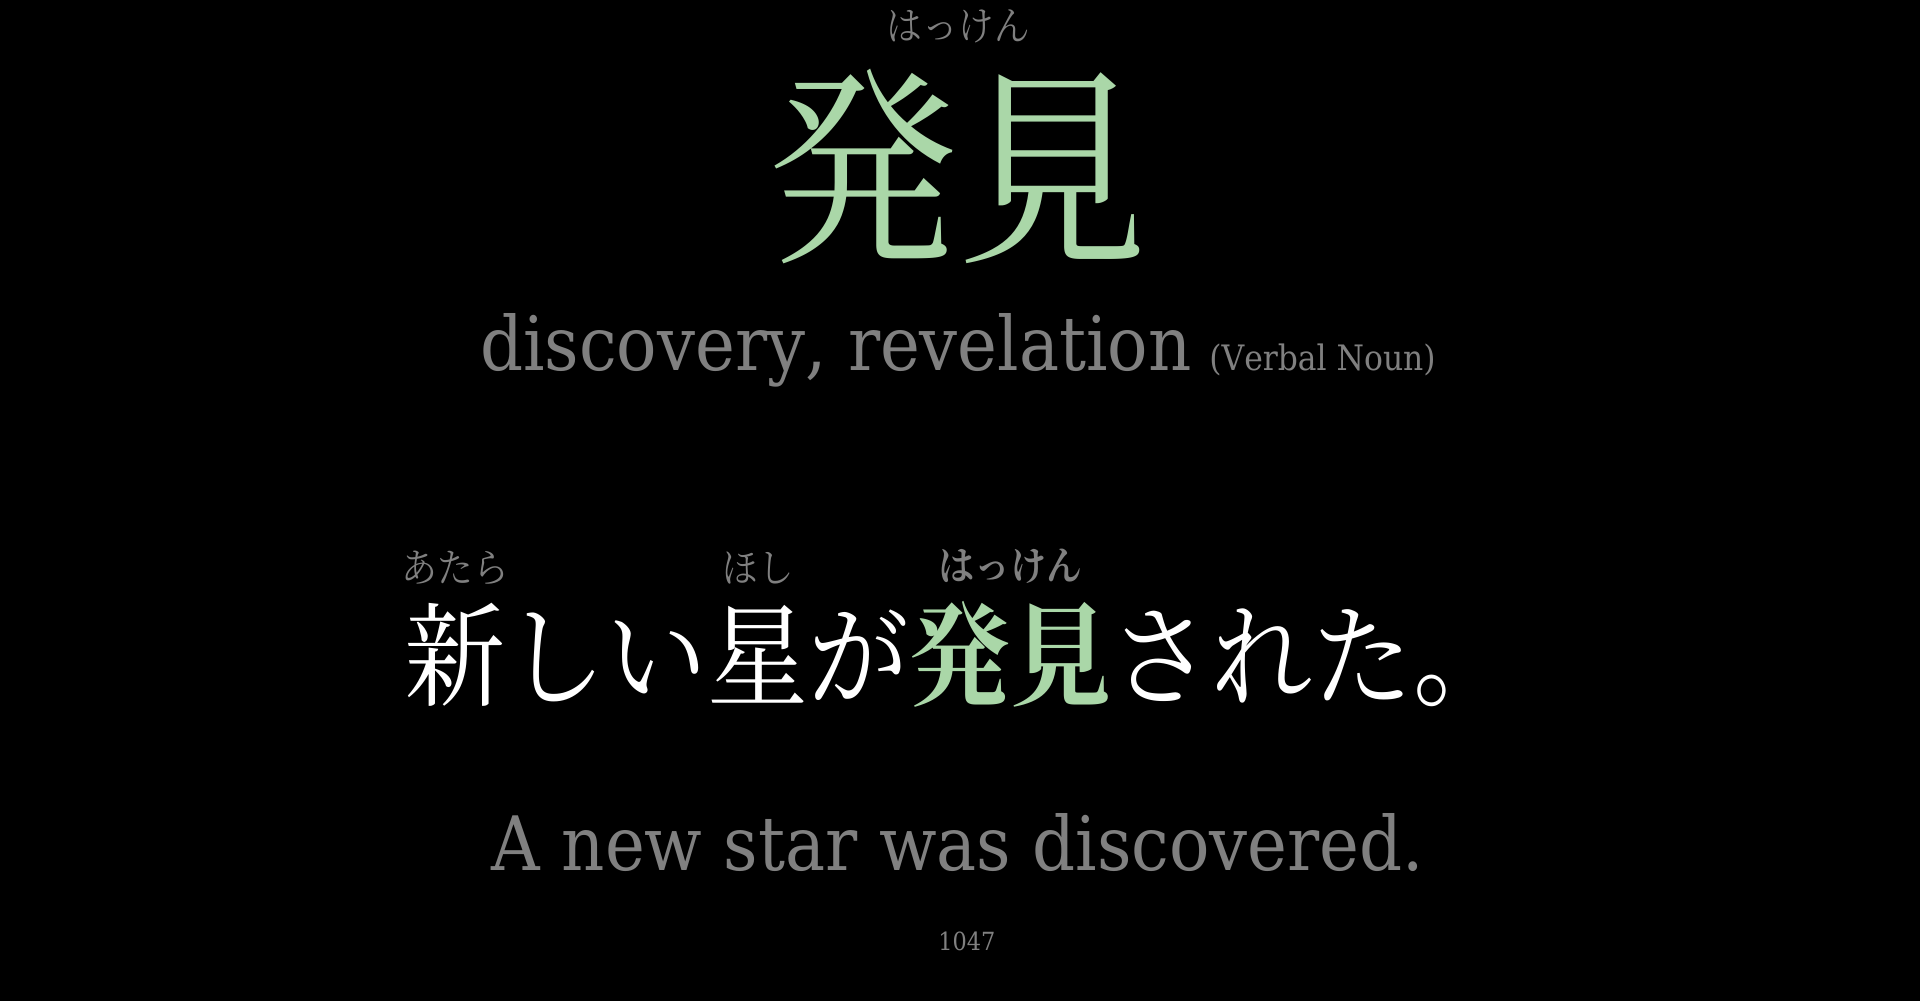 はっけん
発見
discovery, revelation (Verbal Noun)
あたら ほし はっけん
新しい星が発見された。
A new star was discovered.
1047